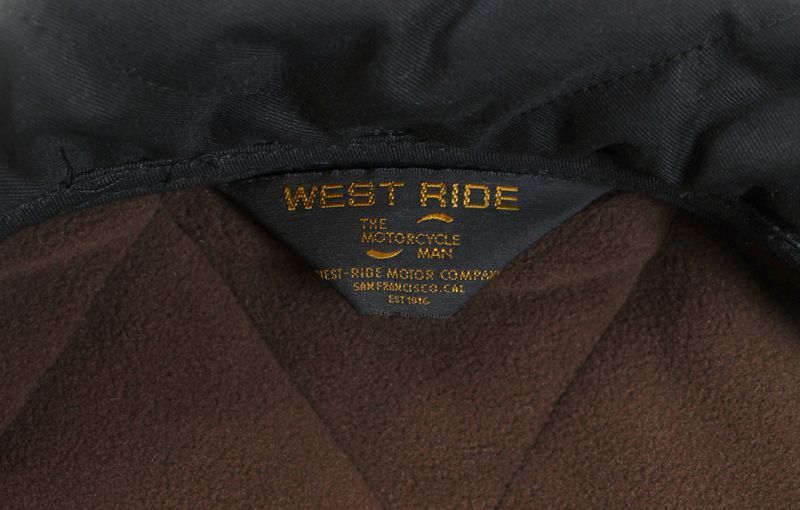 WEST RIDE
THE
MOTORCYCLE
MAN
WEST-RIDE MOTOR COMPANY
SAN FRANCISCO.CAL
EST 1916